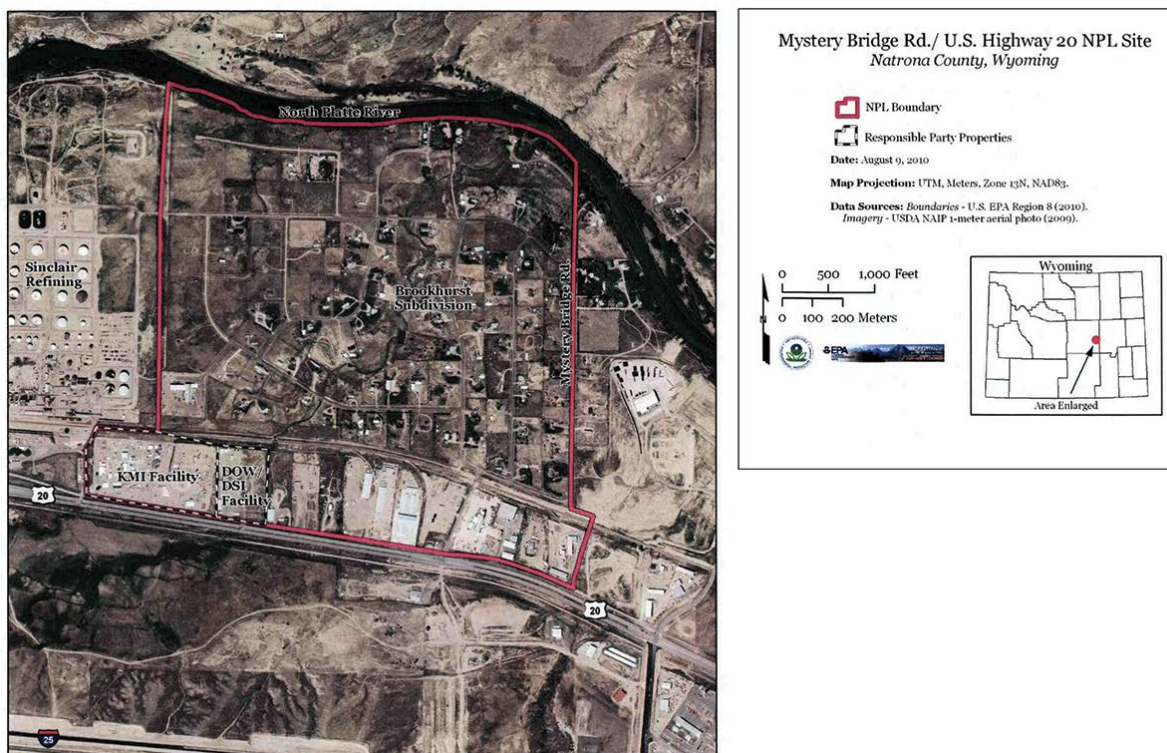 North Platte River
Sinclair
Refining
Brookhurst
Subdivision
Mystery Bridge Rd.
KMI Facility
DOW/
DSI
Facility
20
20
25
Mystery Bridge Rd./ U.S. Highway 20 NPL Site
Natrona County, Wyoming
NPL Boundary
Responsible Party Properties
Date: August 9, 2010
Map Projection: UTM, Meters, Zone 13N, NAD83.
Data Sources: Boundaries - U.S. EPA Region 8 (2010).
Imagery - USDA NAIP 1-meter aerial photo (2009).
0 500 1,000 Feet
0 100 200 Meters
N
EPA
Wyoming
Area Enlarged